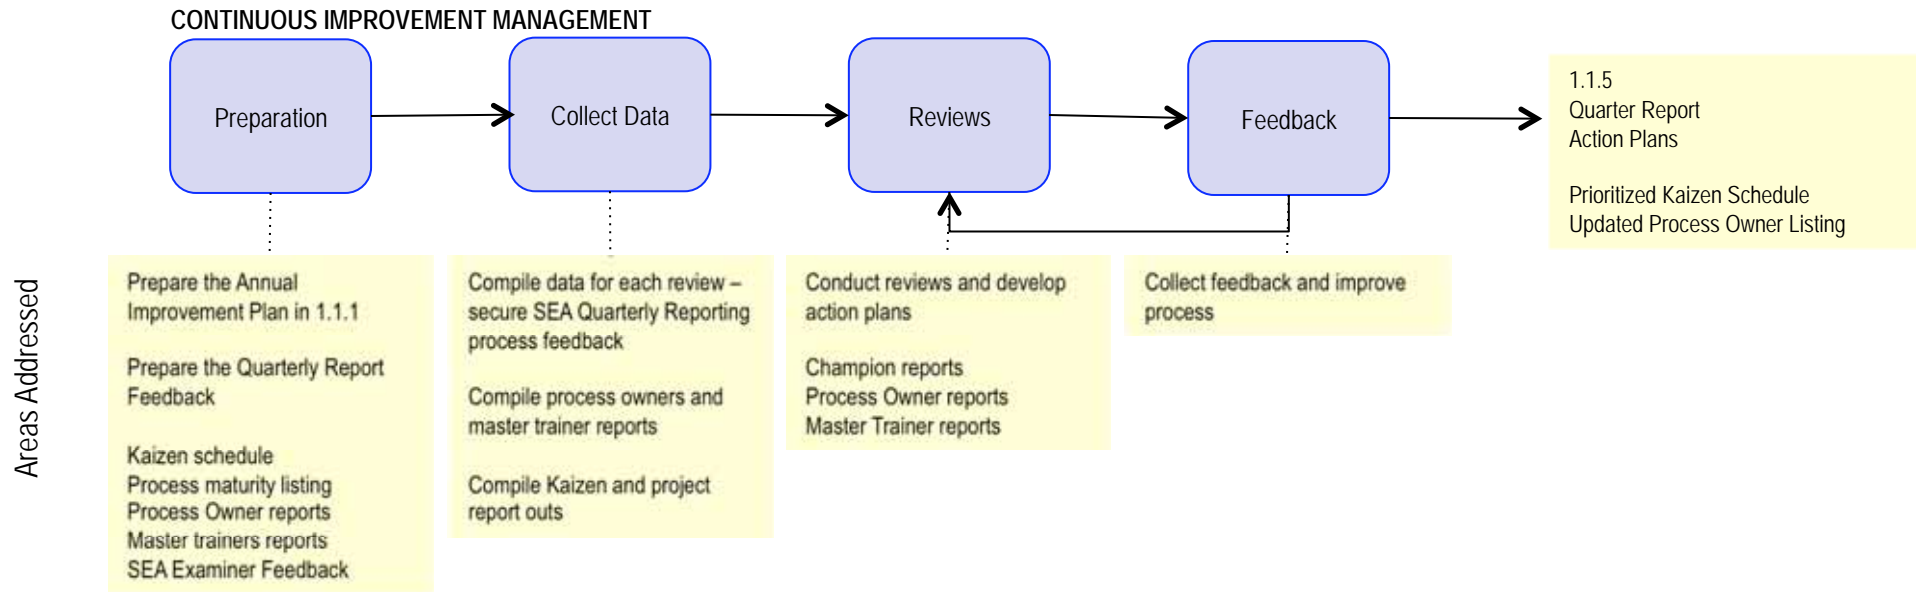 CONTINUOUS IMPROVEMENT MANAGEMENT
Preparation
Collect Data
Reviews
Feedback
1.1.5
Quarter Report
Action Plans
Prioritized Kaizen Schedule
Updated Process Owner Listing
Areas Addressed
Prepare the Annual
Improvement Plan in 1.1.1
Prepare the Quarterly Report
Feedback
Kaizen schedule
Process maturity listing
Process Owner reports
Master trainers reports
SEA Examiner Feedback
Compile data for each review –
secure SEA Quarterly Reporting
process feedback
Compile process owners and
master trainer reports
Compile Kaizen and project
report outs
Conduct reviews and develop
action plans
Champion reports
Process Owner reports
Master Trainer reports
Collect feedback and improve
process